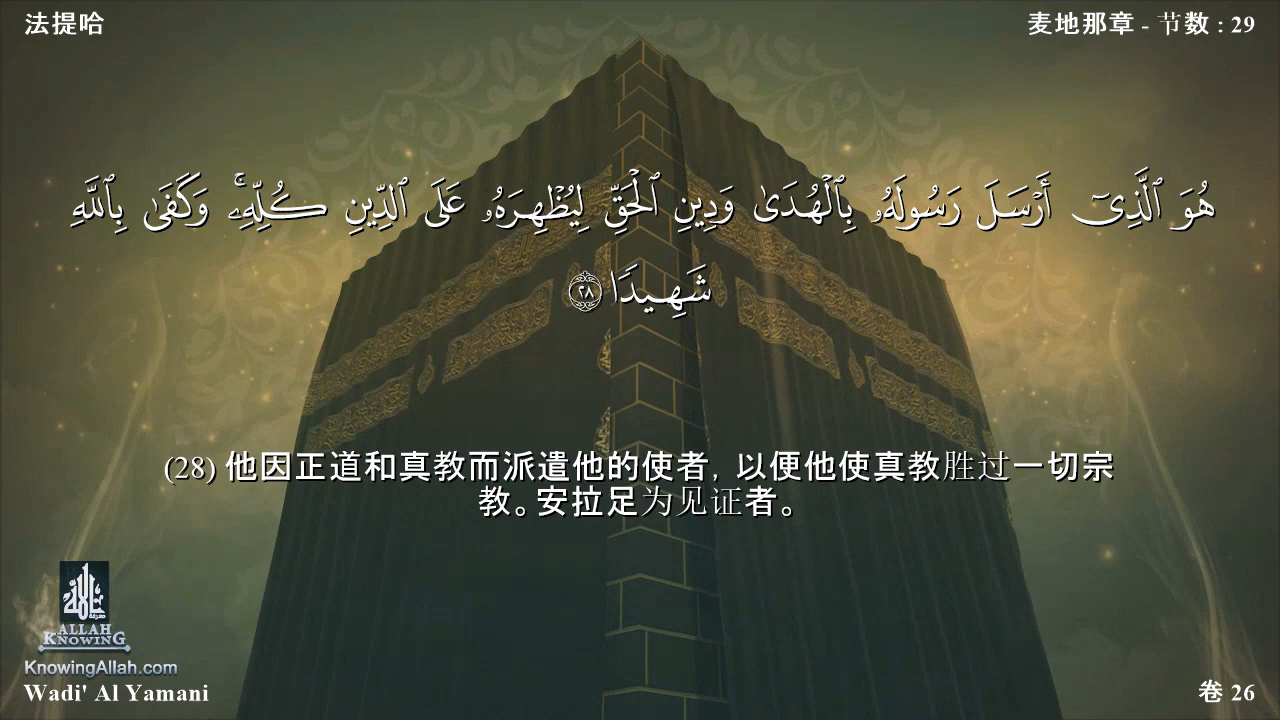 法提哈
麦地那章 - 节数 : 29
هُوَ ٱلَّذِىٓ أَرْسَلَ رَسُولَهُۥ بِٱلْهُدَىٰ وَدِينِ ٱلْحَقِّ لِيُظْهِرَهُۥ عَلَى ٱلدِّينِ كُلِّهِۦ ۚ وَكَفَىٰ بِٱللَّهِ
شَهِيدًا ٢٨
(28) 他因正道和真教而派遣他的使者，以便他使真教胜过一切宗
教。安拉足为见证者。
ALLAH
KNOWING
KnowingAllah.com
Wadi' Al Yamani
卷 26